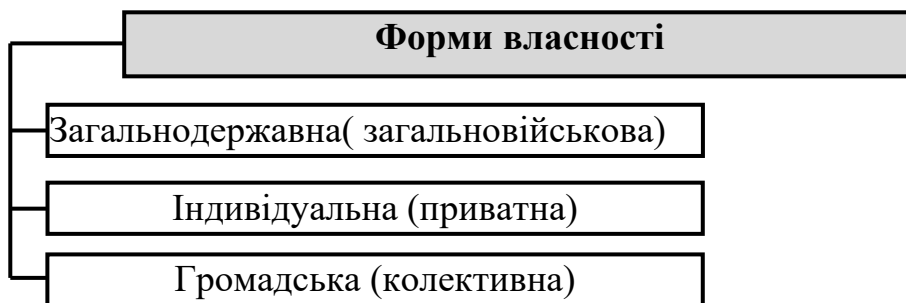 Форми власності
Загальнодержавна( загальновійськова)
Індивідуальна (приватна)
Громадська (колективна)